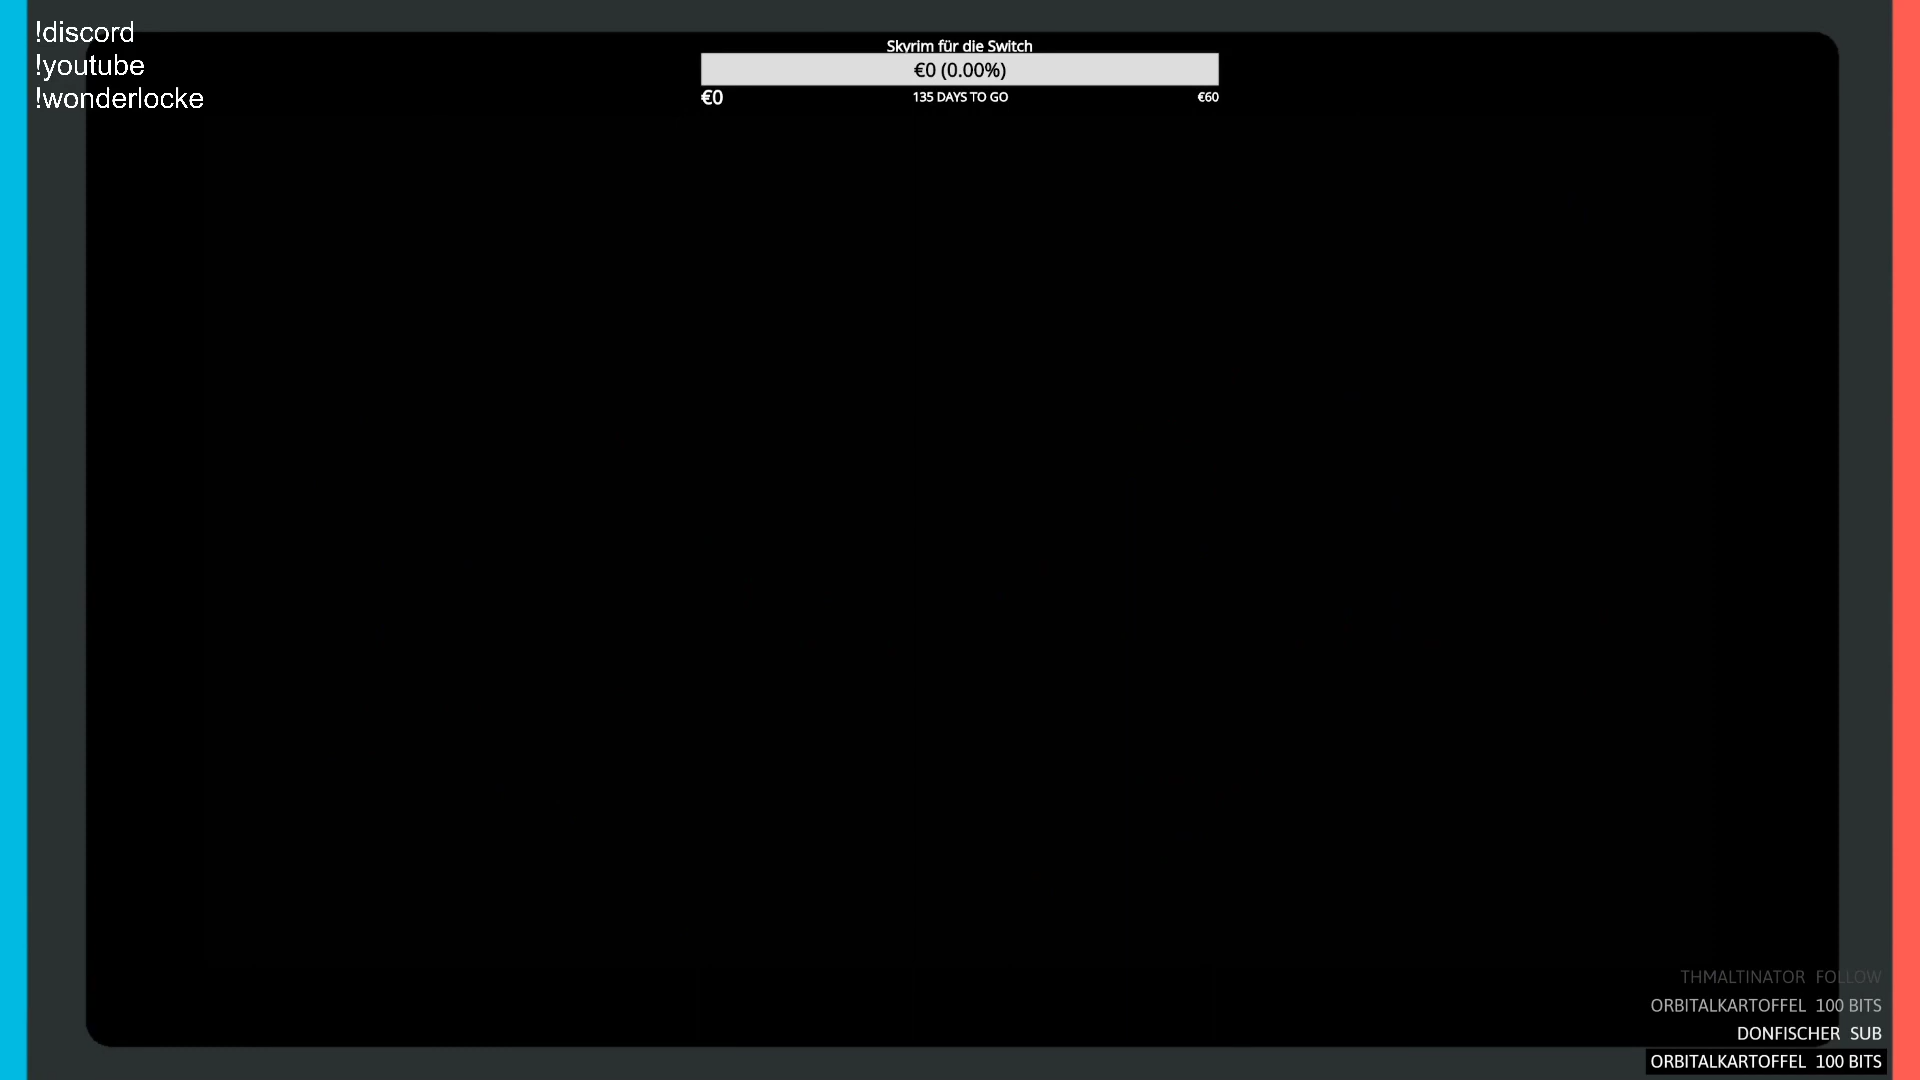 !discord
!youtube
!wonderlocke
Skyrim für die Switch
€0 (0.00%)
€0 135 DAYS TO GO €60
THMALTINATOR FOLLOW
ORBITALKARTOFFEL 100 BITS
DONFISCHER SUB
ORBITALKARTOFFEL 100 BITS